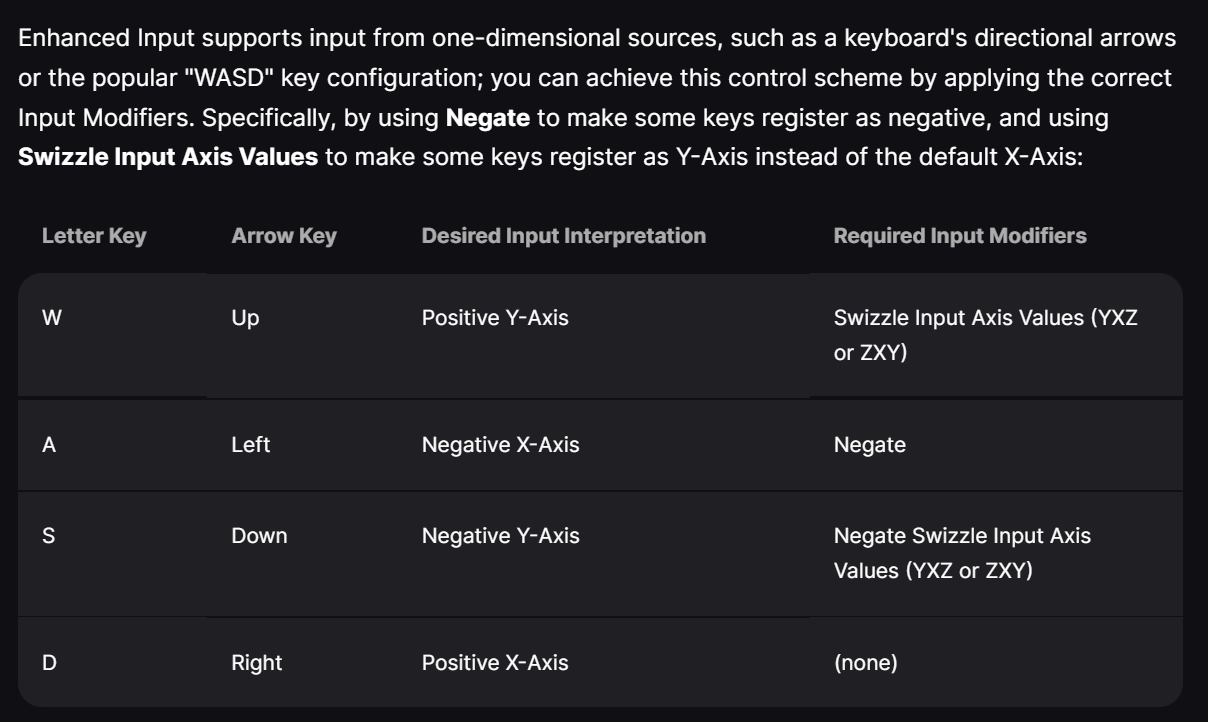 Enhanced Input supports input from one-dimensional sources, such as a keyboard's directional arrows
or the popular "WASD" key configuration; you can achieve this control scheme by applying the correct
Input Modifiers. Specifically, by using Negate to make some keys register as negative, and using
Swizzle Input Axis Values to make some keys register as Y-Axis instead of the default X-Axis:
Letter Key Arrow Key Desired Input Interpretation Required Input Modifiers
W Up Positive Y-Axis Swizzle Input Axis Values (YXZ
or ZXY)
A Left Negative X-Axis Negate
S Down Negative Y-Axis Negate Swizzle Input Axis
Values (YXZ or ZXY)
D Right Positive X-Axis (none)